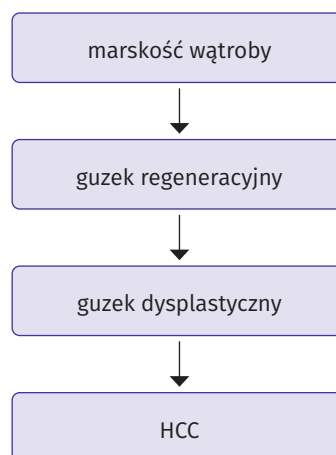 marskość wątroby
guzek regeneracyjny
guzek dysplastyczny
HCC